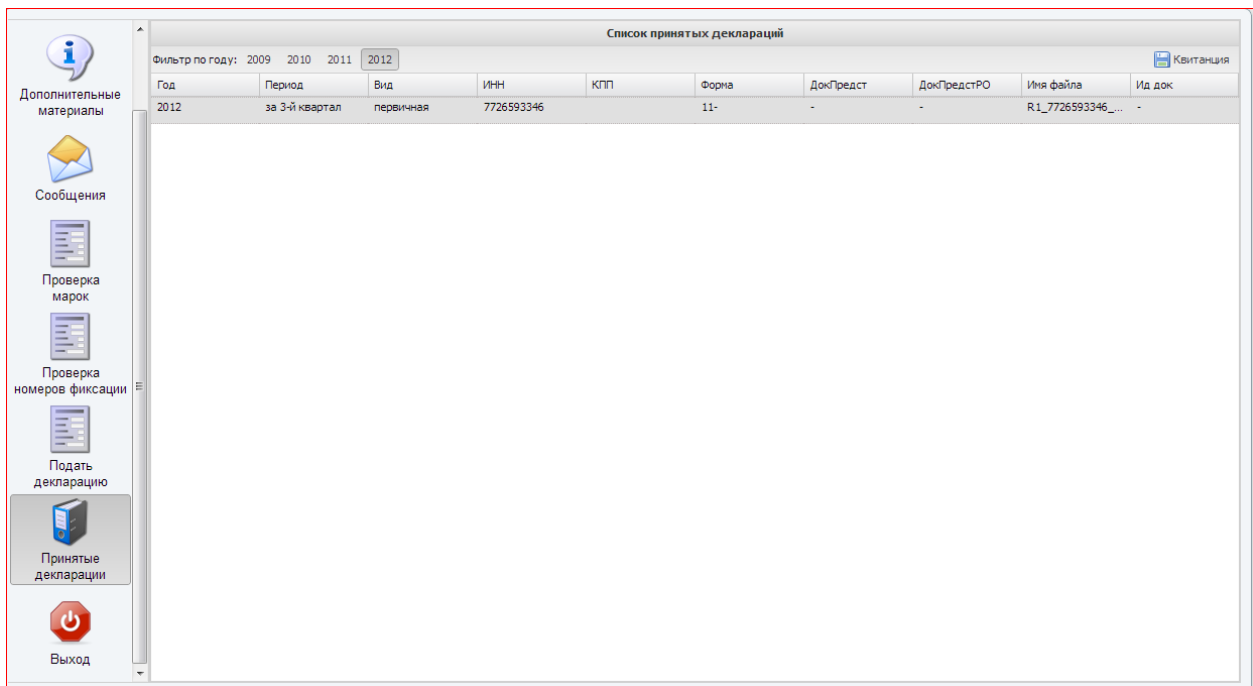 Дополнительные
материалы
Сообщения
Проверка
марок
Проверка
номеров фиксации
Подать
декларацию
Принятые
декларации
Выход
Список принятых деклараций
Фильтр по году: 2009 2010 2011 2012 Квитанция
Год Период Вид ИНН КПП Форма ДокПредст ДокПредстРО Имя файла Ид док
2012 за 3-й квартал первичная 7726593346 11- - - R1_7726593346_... -